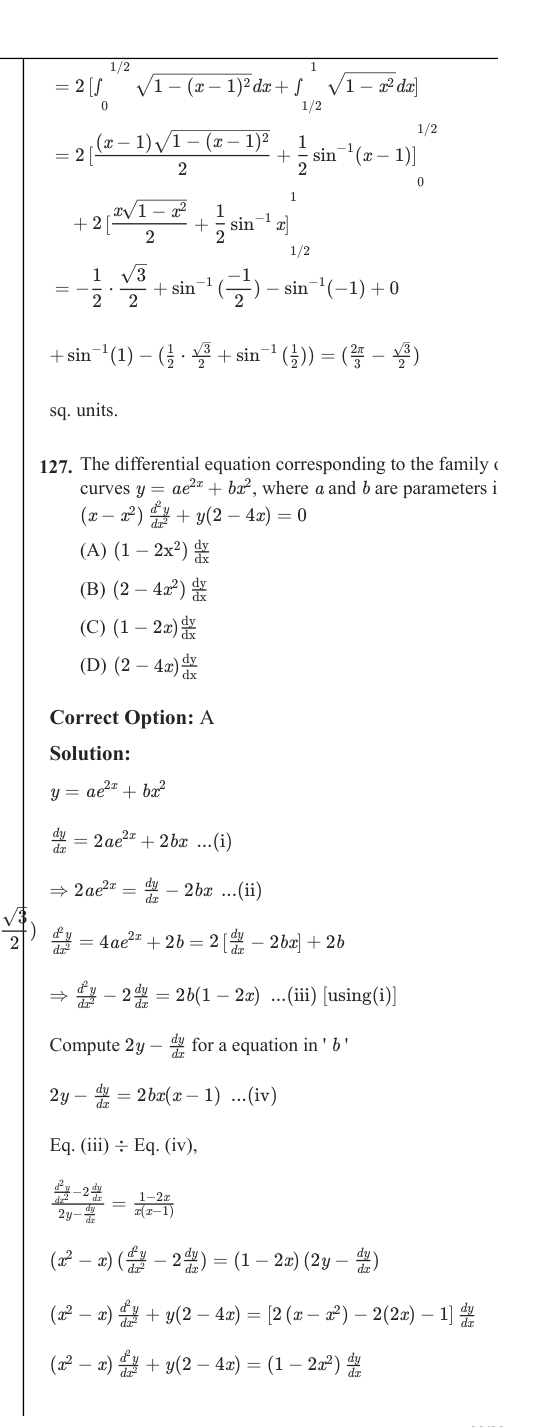 = 2 [∫_0^{1/2} √(1 − (x − 1)²) dx + ∫_{1/2}^1 √(1 − x²) dx]
= 2 [((x − 1)√(1 − (x − 1)²))/2 + 1/2 sin⁻¹(x − 1)]_0^{1/2}
+ 2 [(x√(1 − x²))/2 + 1/2 sin⁻¹ x]_{1/2}^1
= −1/2 · √3/2 + sin⁻¹ (−1/2) − sin⁻¹(−1) + 0
+ sin⁻¹(1) − (1/2 · √3/2 + sin⁻¹ (1/2)) = (2π/3 − √3/2)
sq. units.
127. The differential equation corresponding to the family
curves y = ae^{2x} + bx², where a and b are parameters
(x − x²) d²y/dx² + y(2 − 4x) = 0
(A) (1 − 2x²) dy/dx
(B) (2 − 4x²) dy/dx
(C) (1 − 2x) dy/dx
(D) (2 − 4x) dy/dx
Correct Option: A
Solution:
y = ae^{2x} + bx²
dy/dx = 2ae^{2x} + 2bx ...(i)
⇒ 2ae^{2x} = dy/dx − 2bx ...(ii)
√3/2)
d²y/dx² = 4ae^{2x} + 2b = 2 [dy/dx − 2bx] + 2b
⇒ d²y/dx² − 2 dy/dx = 2b(1 − 2x) ...(iii) [using(i)]
Compute 2y − dy/dx for a equation in ' b '
2y − dy/dx = 2bx(x − 1) ...(iv)
Eq. (iii) ÷ Eq. (iv),
(d²y/dx² − 2 dy/dx)/(2y − dy/dx) = (1−2x)/(x(x−1))
(x² − x) (d²y/dx² − 2 dy/dx) = (1 − 2x) (2y − dy/dx)
(x² − x) d²y/dx² + y(2 − 4x) = [2 (x − x²) − 2(2x) − 1] dy/dx
(x² − x) d²y/dx² + y(2 − 4x) = (1 − 2x²) dy/dx